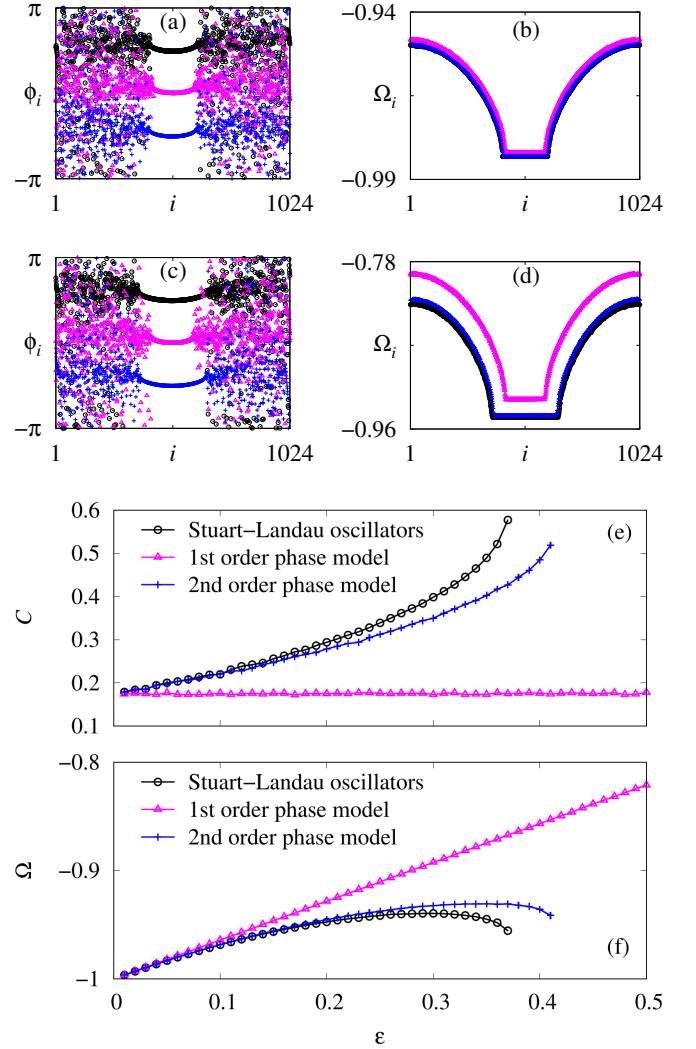 π (a)
ϕi
−π
1 i 1024
−0.94 (b)
Ωi
−0.99
1 i 1024
π (c)
ϕi
−π
1 i 1024
−0.78 (d)
Ωi
−0.96
1 i 1024
0.6 (e)
Stuart−Landau oscillators
0.5
1st order phase model
0.4
2nd order phase model
C
0.3
0.2
0.1
−0.8
Stuart−Landau oscillators
1st order phase model
2nd order phase model
Ω −0.9
(f)
−1
0 0.1 0.2 0.3 0.4 0.5
ε